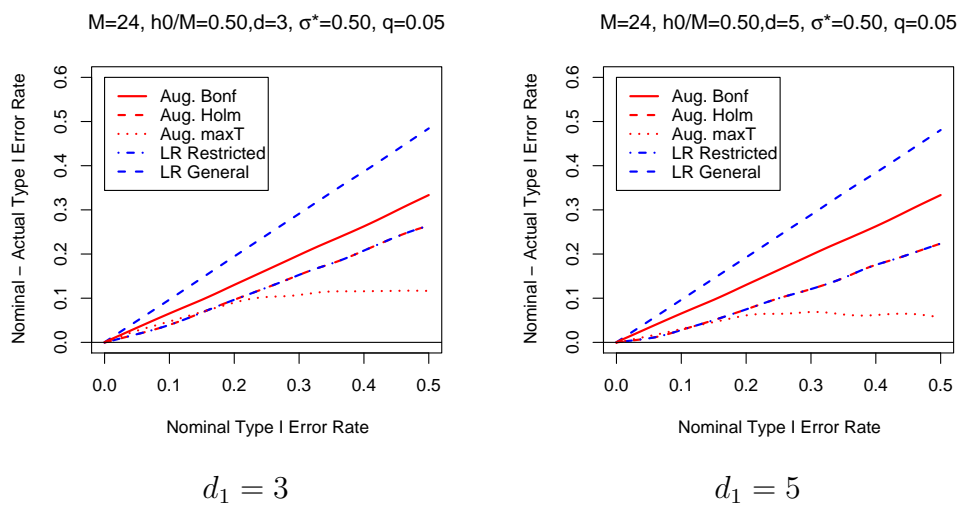 M=24, h0/M=0.50,d=3, σ*=0.50, q=0.05
Nominal − Actual Type I Error Rate
0.6
0.5
0.4
0.3
0.2
0.1
0.0
Aug. Bonf
Aug. Holm
Aug. maxT
LR Restricted
LR General
0.0 0.1 0.2 0.3 0.4 0.5
Nominal Type I Error Rate
d₁ = 3
M=24, h0/M=0.50,d=5, σ*=0.50, q=0.05
Nominal − Actual Type I Error Rate
0.6
0.5
0.4
0.3
0.2
0.1
0.0
Aug. Bonf
Aug. Holm
Aug. maxT
LR Restricted
LR General
0.0 0.1 0.2 0.3 0.4 0.5
Nominal Type I Error Rate
d₁ = 5